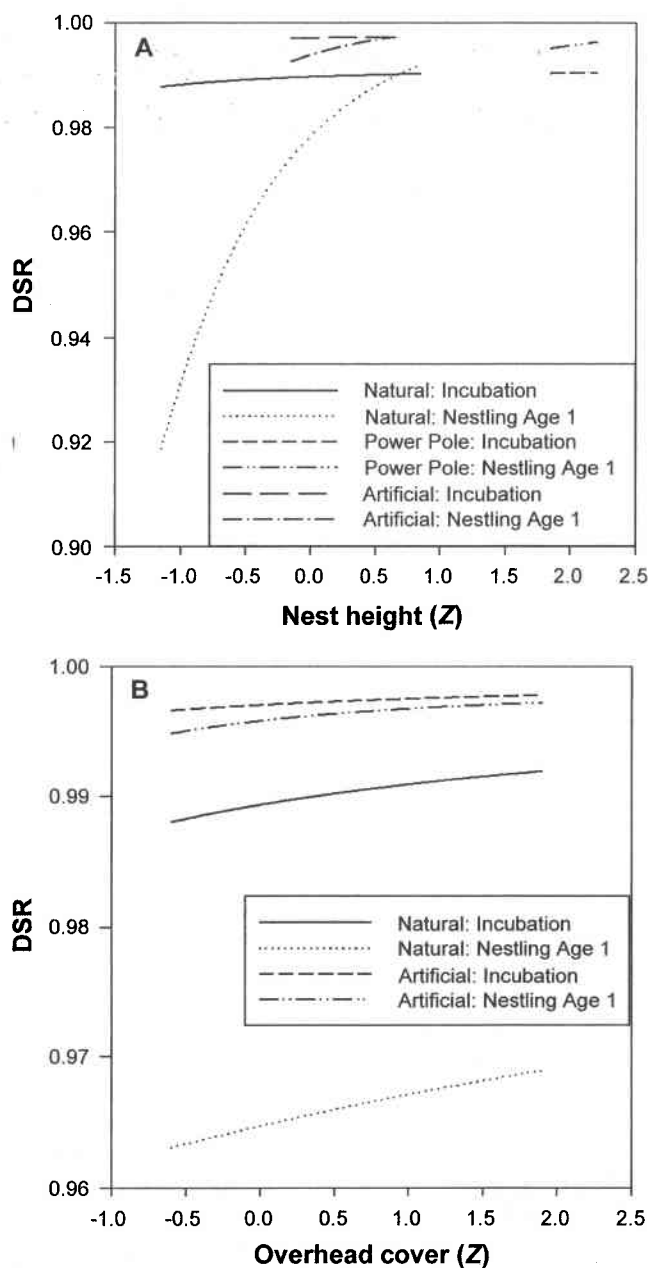 1.00
A
0.98
0.96
DSR
0.94
0.92
0.90
Natural: Incubation
Natural: Nestling Age 1
Power Pole: Incubation
Power Pole: Nestling Age 1
Artificial: Incubation
Artificial: Nestling Age 1
-1.5 -1.0 -0.5 0.0 0.5 1.0 1.5 2.0 2.5
Nest height (Z)
1.00
B
0.99
0.98
DSR
0.97
0.96
Natural: Incubation
Natural: Nestling Age 1
Artificial: Incubation
Artificial: Nestling Age 1
-1.0 -0.5 0.0 0.5 1.0 1.5 2.0 2.5
Overhead cover (Z)